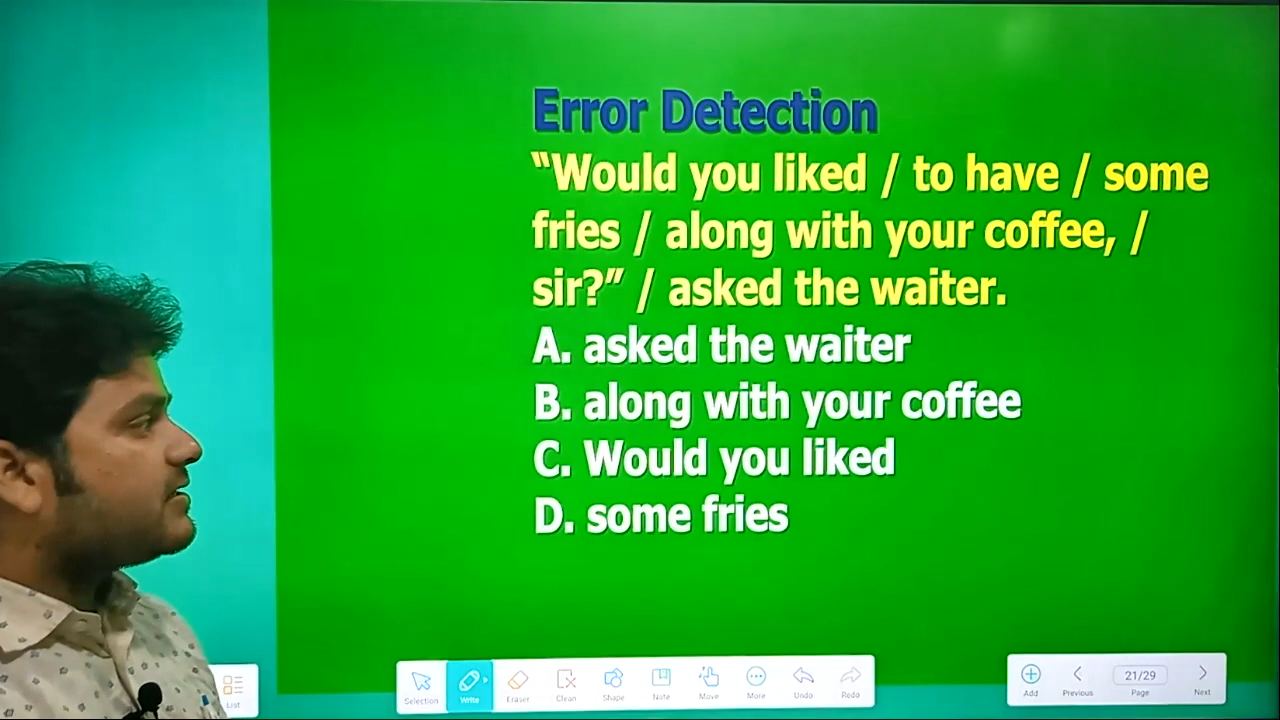 Error Detection
“Would you liked / to have / some
fries / along with your coffee, /
sir?” / asked the waiter.
A. asked the waiter
B. along with your coffee
C. Would you liked
D. some fries
List
Selection
Write
Eraser
Clean
Shape
Note
Move
More
Undo
Redo
Add
Previous
21/29
Page
Next